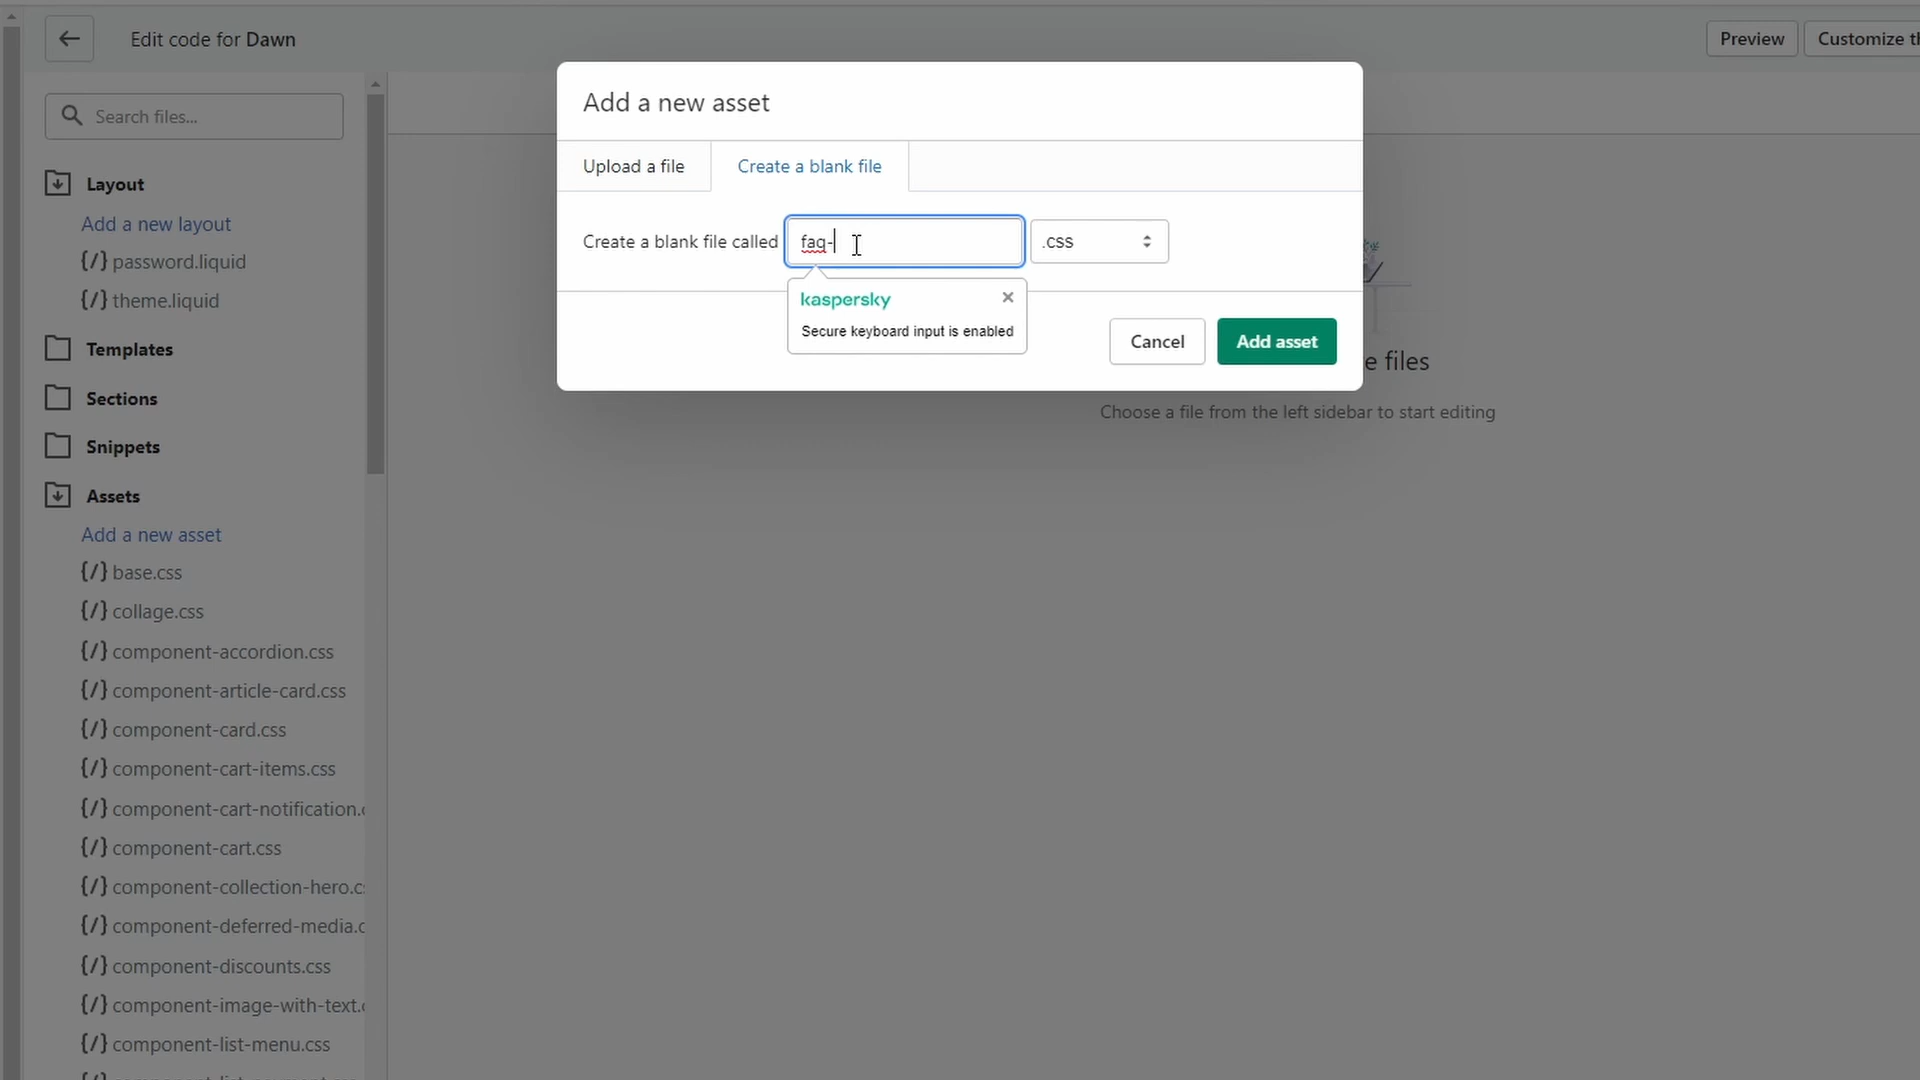 Edit code for Dawn
Preview
Customize th
Search files...
Layout
Add a new layout
{/} password.liquid
{/} theme.liquid
Templates
Sections
Snippets
Assets
Add a new asset
{/} base.css
{/} collage.css
{/} component-accordion.css
{/} component-article-card.css
{/} component-card.css
{/} component-cart-items.css
{/} component-cart-notification.c
{/} component-cart.css
{/} component-collection-hero.cs
{/} component-deferred-media.c
{/} component-discounts.css
{/} component-image-with-text.c
{/} component-list-menu.css
Add a new asset
Upload a file
Create a blank file
Create a blank file called
faq-
.css
kaspersky
Secure keyboard input is enabled
Cancel
Add asset
e files
Choose a file from the left sidebar to start editing